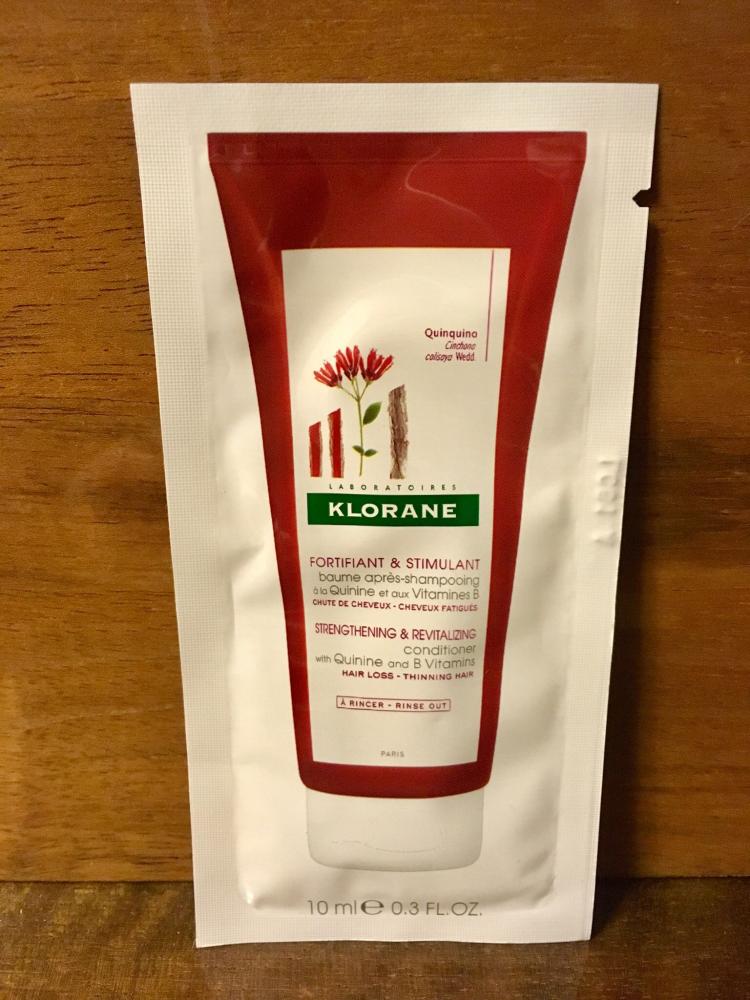 Quinquina
Cinchona
calisaya Wedd.
LABORATOIRES
KLORANE
FORTIFIANT & STIMULANT
baume après-shampooing
à la Quinine et aux Vitamines B
CHUTE DE CHEVEUX - CHEVEUX FATIGUÉS
STRENGTHENING & REVITALIZING
conditioner
with Quinine and B Vitamins
HAIR LOSS - THINNING HAIR
À RINCER - RINSE OUT
PARIS
10 ml e 0.3 FL.OZ.